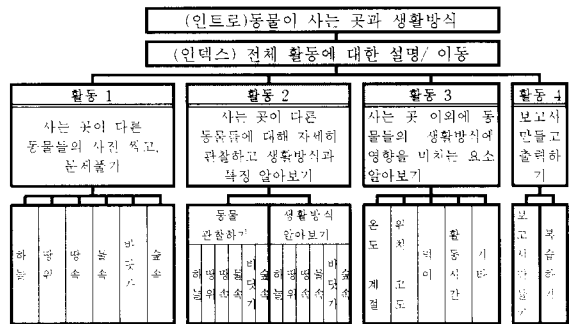 (인트로)동물이 사는 곳과 생활방식
(인덱스) 전체 활동에 대한 설명/ 이동
활동 1
사는 곳이 다른
동물들의 사진 찍고,
문제풀기
활동 2
사는 곳이 다른
동물들에 대해 자세히
관찰하고 생활방식과
특징 알아보기
활동 3
사는 곳 이외에 동
물들의 생활방식에
영향을 미치는 요소
알아보기
활동 4
보고서
만들고
출력하
기
하늘
땅위
땅속
물속
바닷가
숲속
동물
관찰하기
하늘
땅위
땅속
물속
바닷가
숲속
생활방식
알아보기
하늘
땅위
땅속
물속
바닷가
숲속
온도 계절
위치 고도
먹이
활동시간
기타
보고서만들기
복습하기